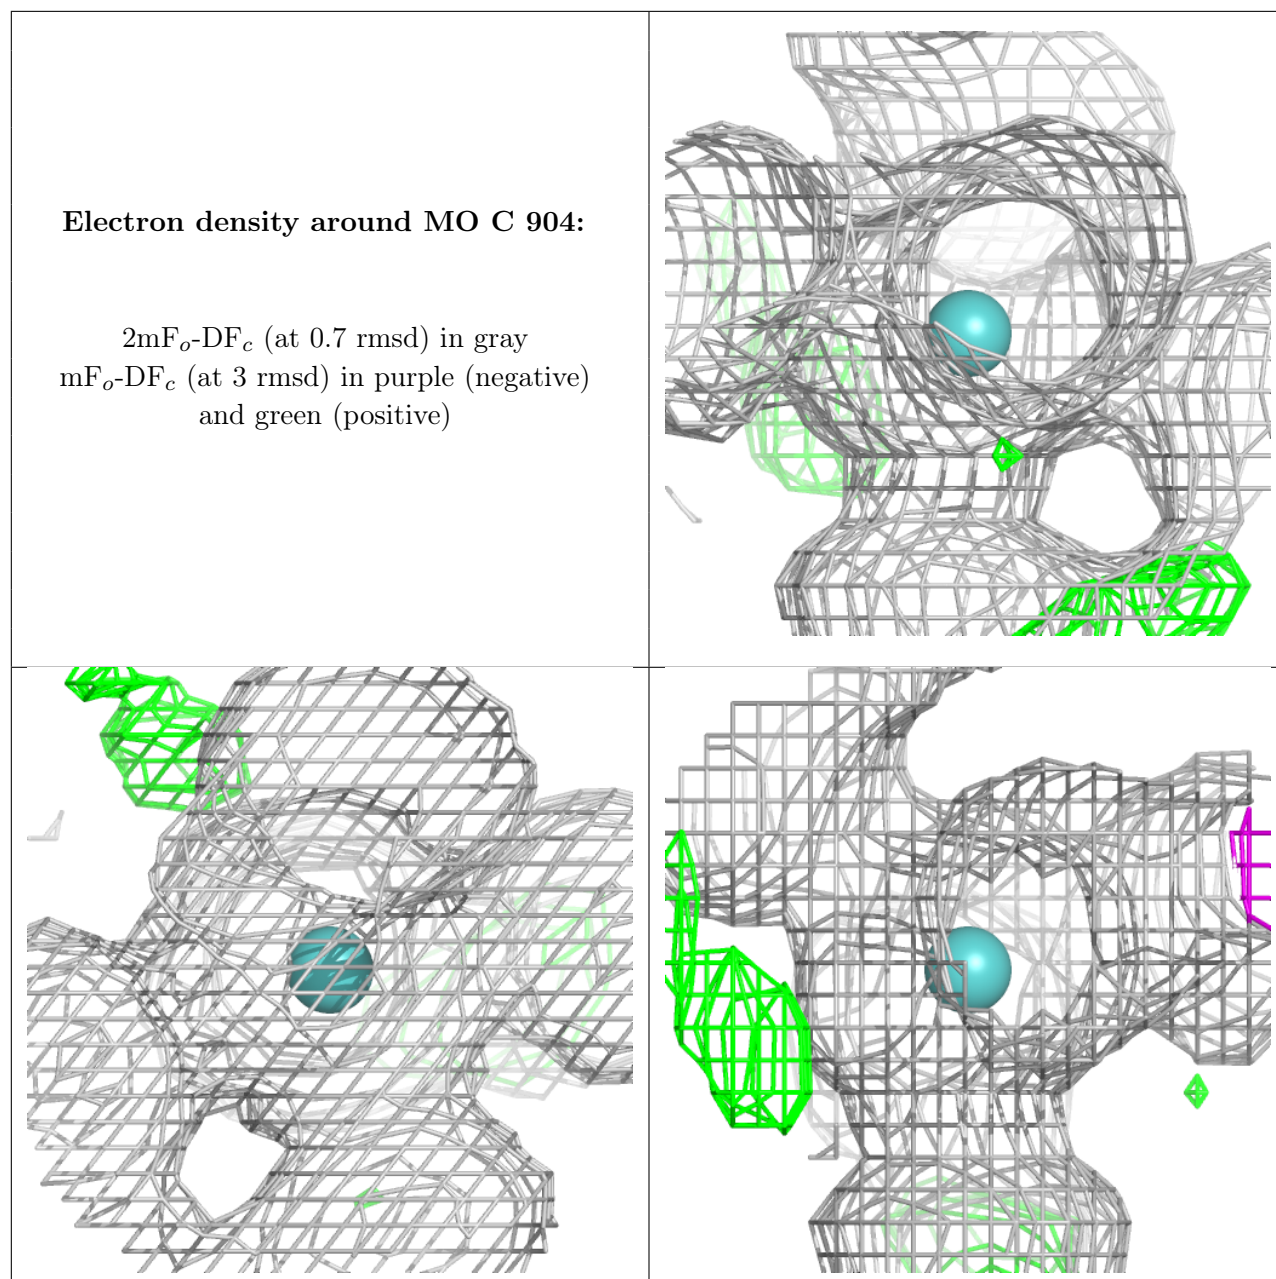 Electron density around MO C 904:
2mFo-DFc (at 0.7 rmsd) in gray
mFo-DFc (at 3 rmsd) in purple (negative)
and green (positive)